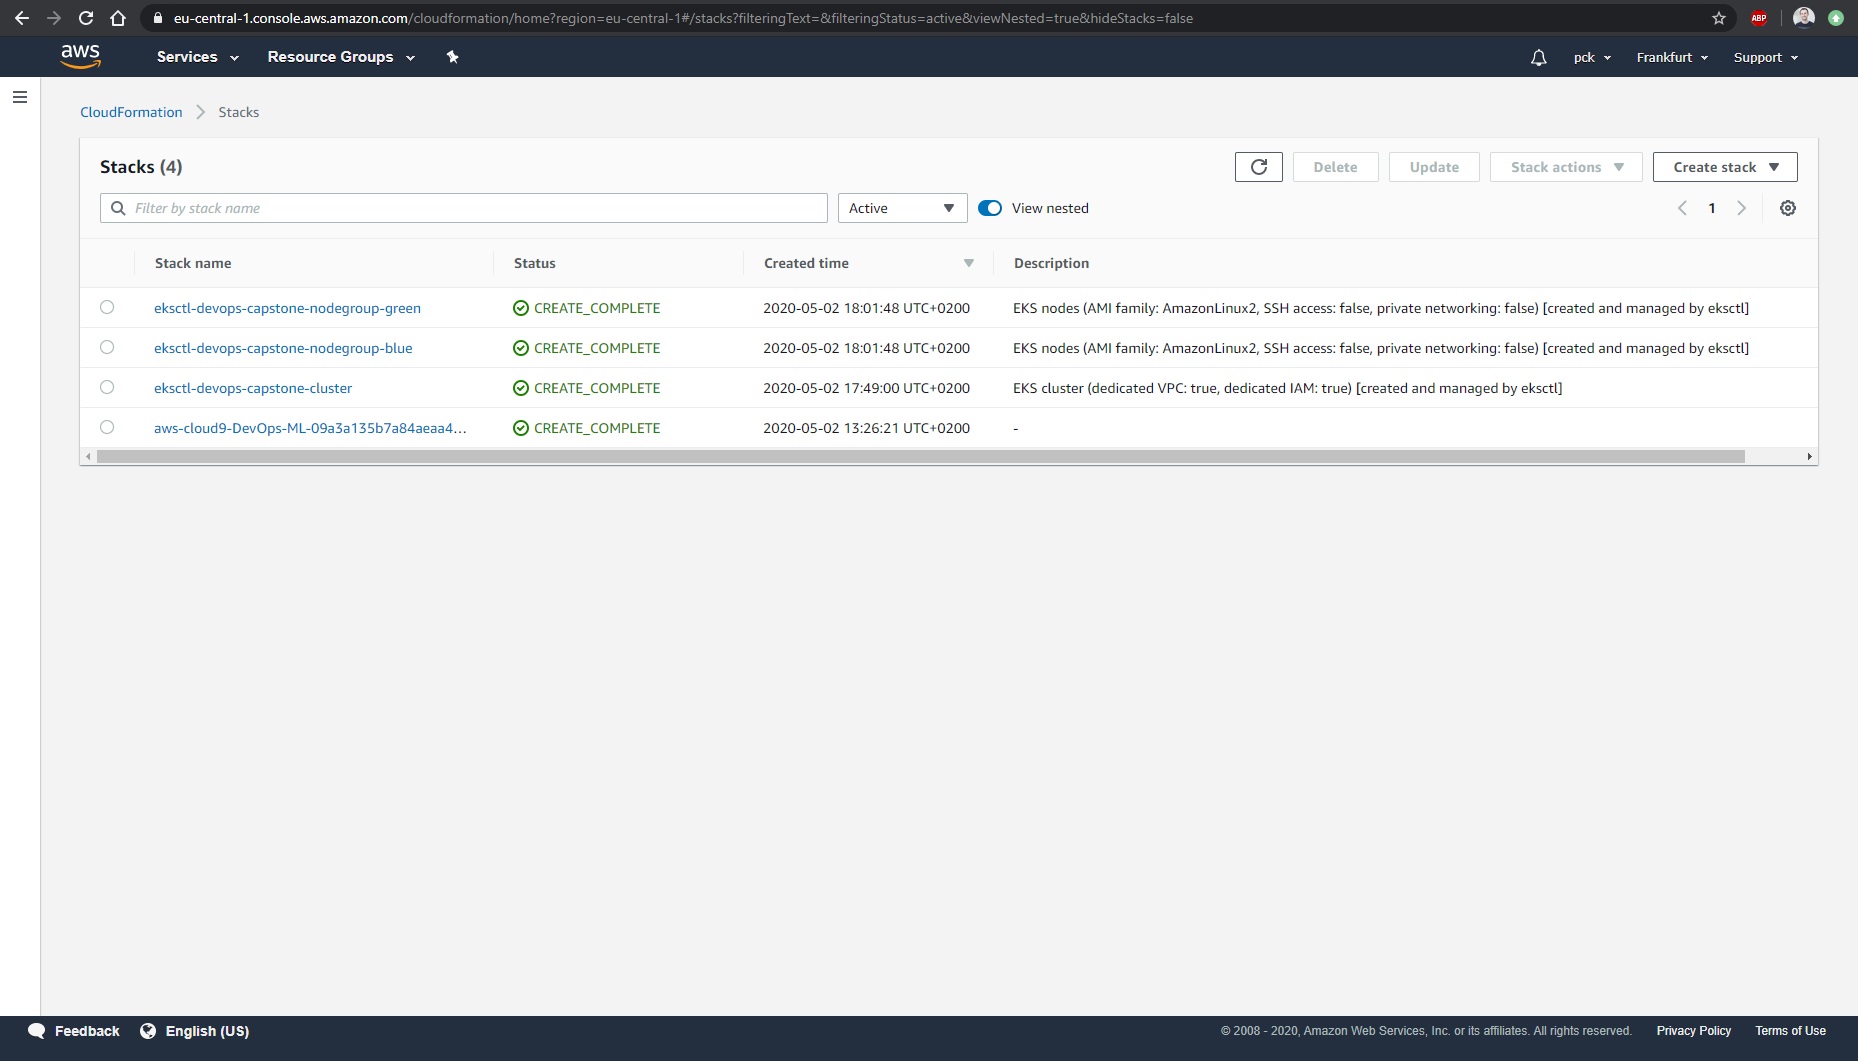 eu-central-1.console.aws.amazon.com/cloudformation/home?region=eu-central-1#/stacks?filteringText=&filteringStatus=active&viewNested=true&hideStacks=false
ABP
aws Services Resource Groups pck Frankfurt Support
CloudFormation Stacks
Stacks (4) Delete Update Stack actions Create stack
Filter by stack name Active View nested 1
Stack name Status Created time Description
eksctl-devops-capstone-nodegroup-green CREATE_COMPLETE 2020-05-02 18:01:48 UTC+0200 EKS nodes (AMI family: AmazonLinux2, SSH access: false, private networking: false) [created and managed by eksctl]
eksctl-devops-capstone-nodegroup-blue CREATE_COMPLETE 2020-05-02 18:01:48 UTC+0200 EKS nodes (AMI family: AmazonLinux2, SSH access: false, private networking: false) [created and managed by eksctl]
eksctl-devops-capstone-cluster CREATE_COMPLETE 2020-05-02 17:49:00 UTC+0200 EKS cluster (dedicated VPC: true, dedicated IAM: true) [created and managed by eksctl]
aws-cloud9-DevOps-ML-09a3a135b7a84aeaa4... CREATE_COMPLETE 2020-05-02 13:26:21 UTC+0200 -
Feedback English (US) © 2008 - 2020, Amazon Web Services, Inc. or its affiliates. All rights reserved. Privacy Policy Terms of Use